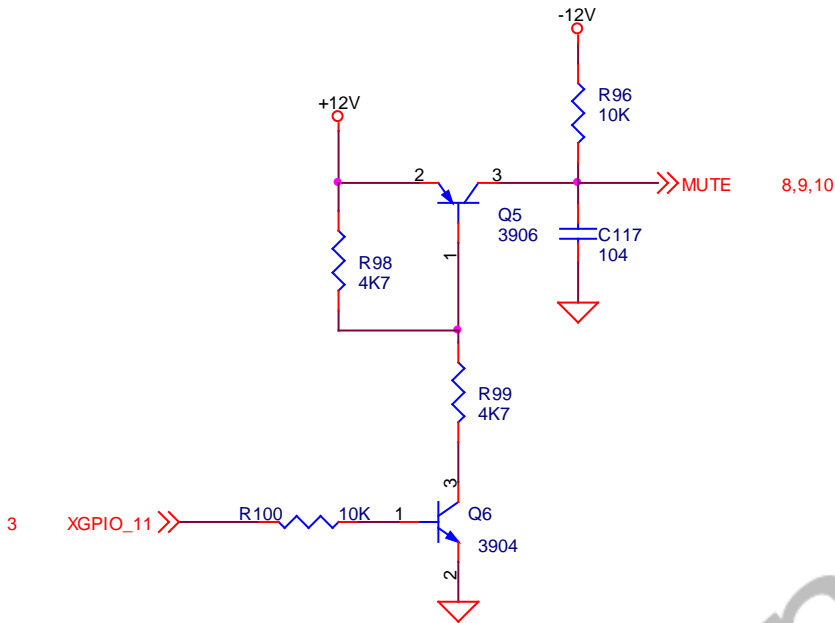 -12V
R96
10K
+12V
2
3
MUTE
8,9,10
Q5
3906
C117
104
1
R98
4K7
R99
4K7
3
3
XGPIO_11
R100
10K
1
Q6
3904
2